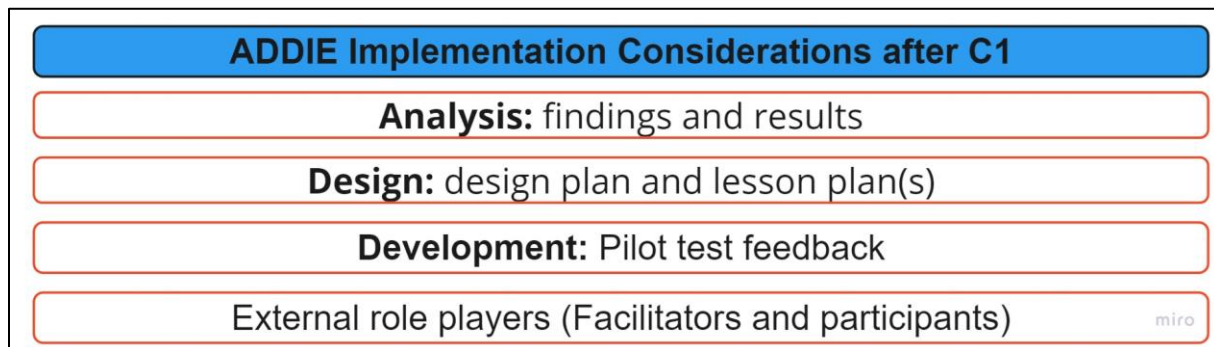 ADDIE Implementation Considerations after C1
Analysis: findings and results
Design: design plan and lesson plan(s)
Development: Pilot test feedback
External role players (Facilitators and participants)
miro